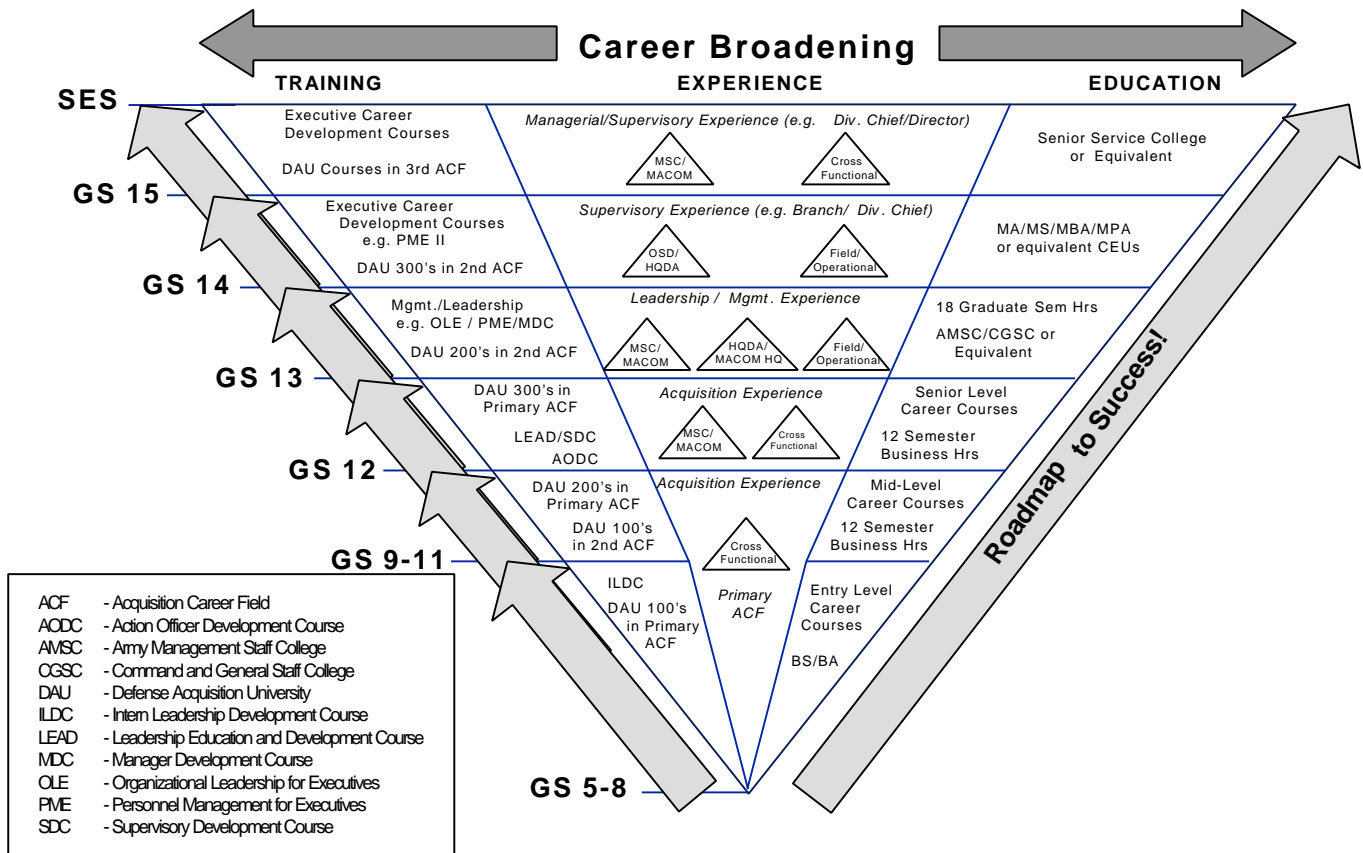 Career Broadening
TRAINING
EXPERIENCE
EDUCATION
SES
Executive Career
Development Courses
DAU Courses in 3rd ACF
Managerial/Supervisory Experience (e.g. Div. Chief/Director)
MSC/
MACOM
Cross
Functional
Senior Service College
or Equivalent
GS 15
Executive Career
Development Courses
e.g. PME II
DAU 300's in 2nd ACF
Supervisory Experience (e.g. Branch/ Div. Chief)
OSD/
HQDA
Field/
Operational
MA/MS/MBA/MPA
or equivalent CEUs
GS 14
Mgmt./Leadership
e.g. OLE / PME/MDC
DAU 200's in 2nd ACF
Leadership / Mgmt. Experience
MSC/
MACOM
HQDA/
MACOM HQ
Field/
Operational
18 Graduate Sem Hrs
AMSC/CGSC or
Equivalent
GS 13
DAU 300's in
Primary ACF
LEAD/SDC
AODC
Acquisition Experience
MSC/
MACOM
Cross
Functional
Senior Level
Career Courses
12 Semester
Business Hrs
GS 12
DAU 200's in
Primary ACF
DAU 100's
in 2nd ACF
Acquisition Experience
Cross
Functional
Mid-Level
Career Courses
12 Semester
Business Hrs
GS 9-11
ILDC
DAU 100's
in Primary
ACF
Primary
ACF
Entry Level
Career
Courses
BS/BA
GS 5-8
Roadmap to Success!
ACF - Acquisition Career Field
AODC - Action Officer Development Course
AMSC - Army Management Staff College
CGSC - Command and General Staff College
DAU - Defense Acquisition University
ILDC - Intern Leadership Development Course
LEAD - Leadership Education and Development Course
MDC - Manager Development Course
OLE - Organizational Leadership for Executives
PME - Personnel Management for Executives
SDC - Supervisory Development Course